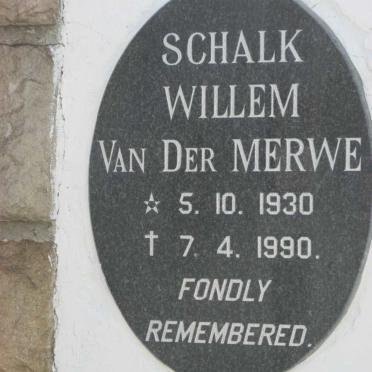 SCHALK
WILLEM
VAN DER MERWE
☆ 5. 10. 1930
† 7. 4. 1990.
FONDLY
REMEMBERED.